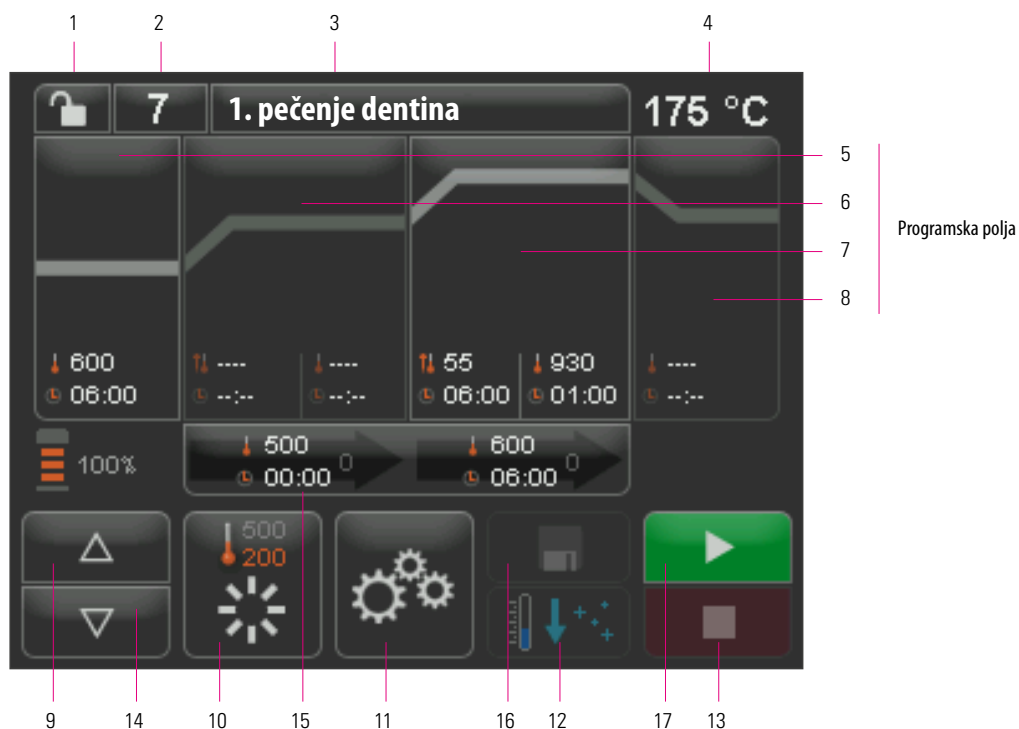 1 2 3 4
7 1. pečenje dentina 175 °C
5
6
7
8
Programska polja
600 ---- ---- 55 930 ----
06:00 --:- --:- 06:00 01:00 --:-
100%
500 0 600 0
00:00 06:00
500
200
9 14 10 15 11 16 12 17 13